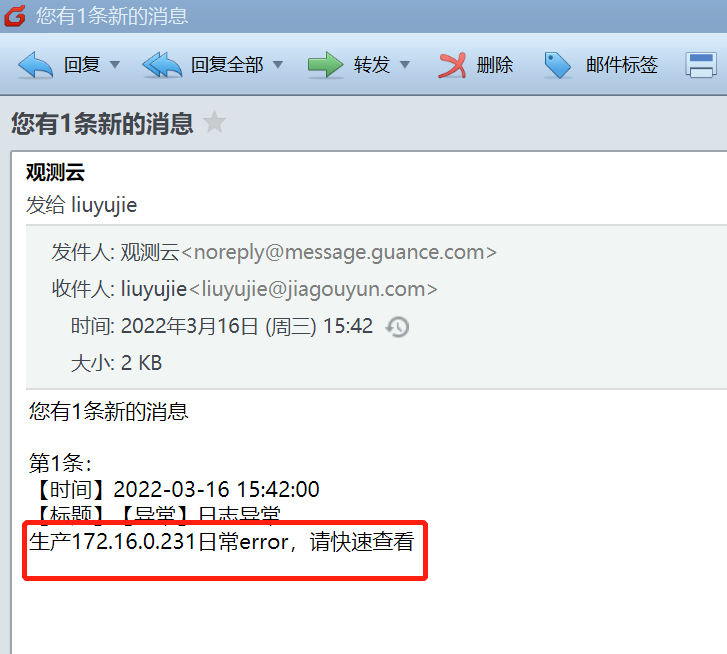 您有1条新的消息
回复 回复全部 转发 删除 邮件标签
您有1条新的消息
观测云
发给 liuyujie
发件人: 观测云<noreply@message.guance.com>
收件人: liuyujie<liuyujie@jiagouyun.com>
时间: 2022年3月16日 (周三) 15:42
大小: 2 KB
您有1条新的消息
第1条:
【时间】2022-03-16 15:42:00
【标题】【异常】日志异常
生产172.16.0.231日常error，请快速查看